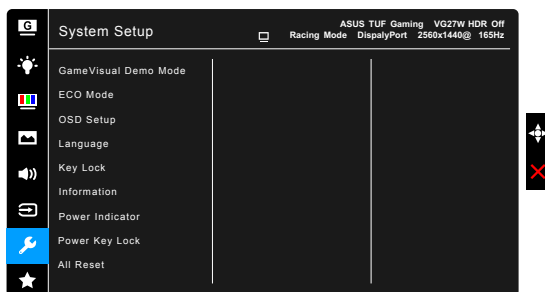 G
System Setup
ASUS TUF Gaming VG27W HDR Off
Racing Mode DispalyPort 2560x1440@ 165Hz
GameVisual Demo Mode
ECO Mode
OSD Setup
Language
Key Lock
Information
Power Indicator
Power Key Lock
All Reset